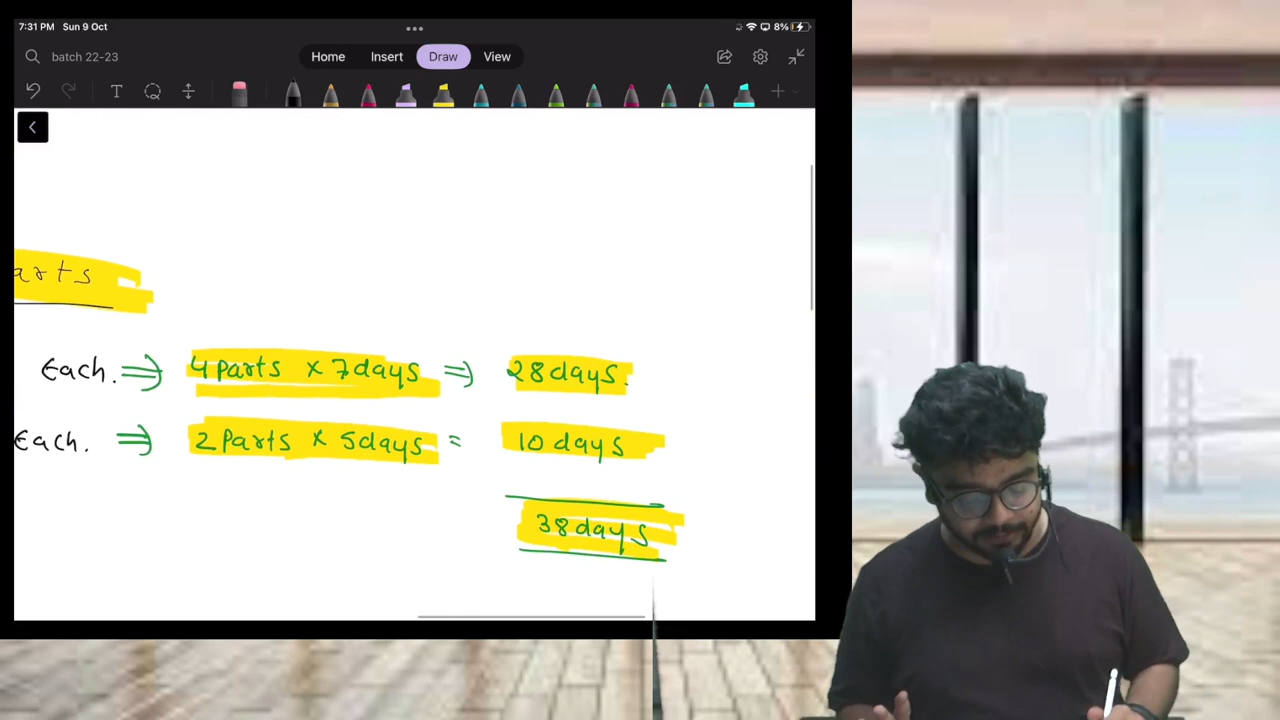 7:31 PM Sun 9 Oct
8%
batch 22-23
Home Insert Draw View
T
arts
Each. ⇒ 4 Parts × 7 days ⇒ 28 days.
Each. ⇒ 2 Parts × 5 days = 10 days
38 days